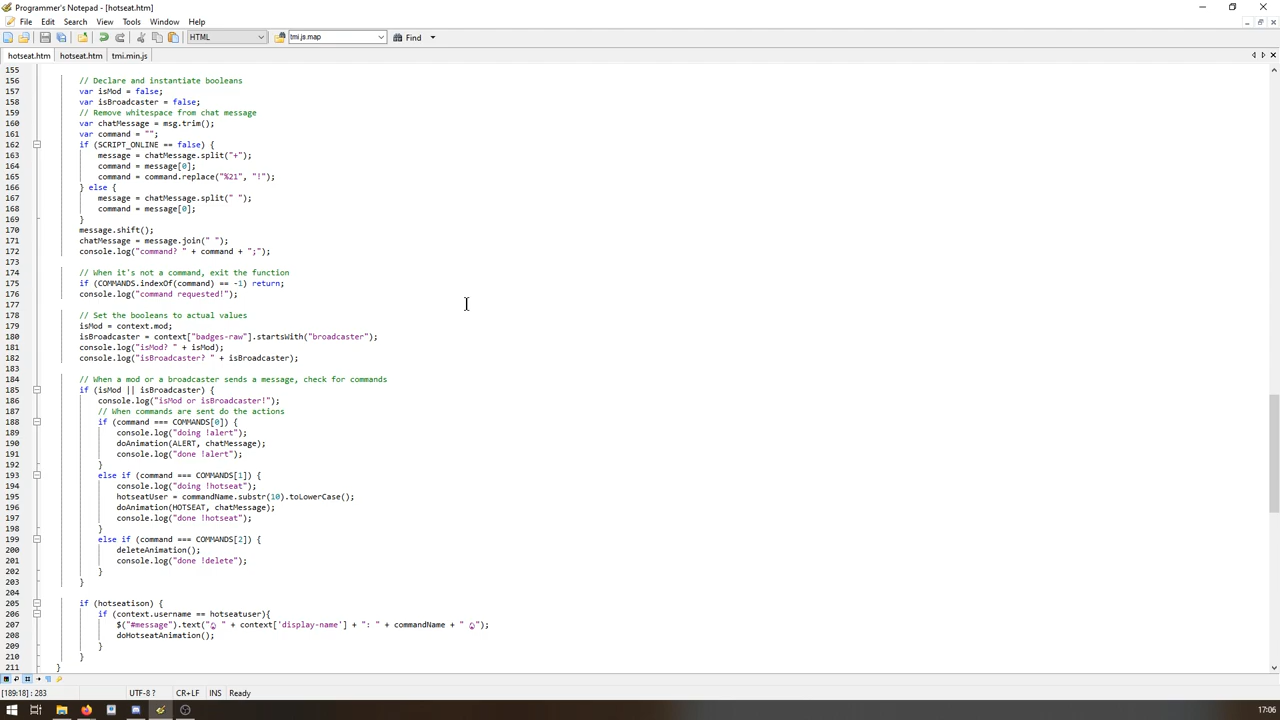 Programmer's Notepad - [hotseat.htm]
File Edit Search View Tools Window Help
HTML tmi.js.map Find
hotseat.htm hotseat.htm tmi.min.js
155
156 // Declare and instantiate booleans
157 var isMod = false;
158 var isBroadcaster = false;
159 // Remove whitespace from chat message
160 var chatMessage = msg.trim();
161 var command = "";
162 if (SCRIPT_ONLINE == false) {
163 message = chatMessage.split("+");
164 command = message[0];
165 command = command.replace("%21", "!");
166 } else {
167 message = chatMessage.split(" ");
168 command = message[0];
169 }
170 message.shift();
171 chatMessage = message.join(" ");
172 console.log("command? " + command + ";");
173
174 // When it's not a command, exit the function
175 if (COMMANDS.indexOf(command) == -1) return;
176 console.log("command requested!");
177
178 // Set the booleans to actual values
179 isMod = context.mod;
180 isBroadcaster = context["badges-raw"].startsWith("broadcaster");
181 console.log("isMod? " + isMod);
182 console.log("isBroadcaster? " + isBroadcaster);
183
184 // When a mod or a broadcaster sends a message, check for commands
185 if (isMod || isBroadcaster) {
186 console.log("isMod or isBroadcaster!");
187 // When commands are sent do the actions
188 if (command === COMMANDS[0]) {
189 console.log("doing !alert");
190 doAnimation(ALERT, chatMessage);
191 console.log("done !alert");
192 }
193 else if (command === COMMANDS[1]) {
194 console.log("doing !hotseat");
195 hotseatUser = commandName.substr(10).toLowerCase();
196 doAnimation(HOTSEAT, chatMessage);
197 console.log("done !hotseat");
198 }
199 else if (command === COMMANDS[2]) {
200 deleteAnimation();
201 console.log("done !delete");
202 }
203 }
204
205 if (hotseatison) {
206 if (context.username == hotseatuser){
207 $("#message").text(" " + context['display-name'] + ": " + commandName + " ");
208 doHotseatAnimation();
209 }
210 }
211 }
[189:18] : 283 UTF-8 ? CR+LF INS Ready
17:06